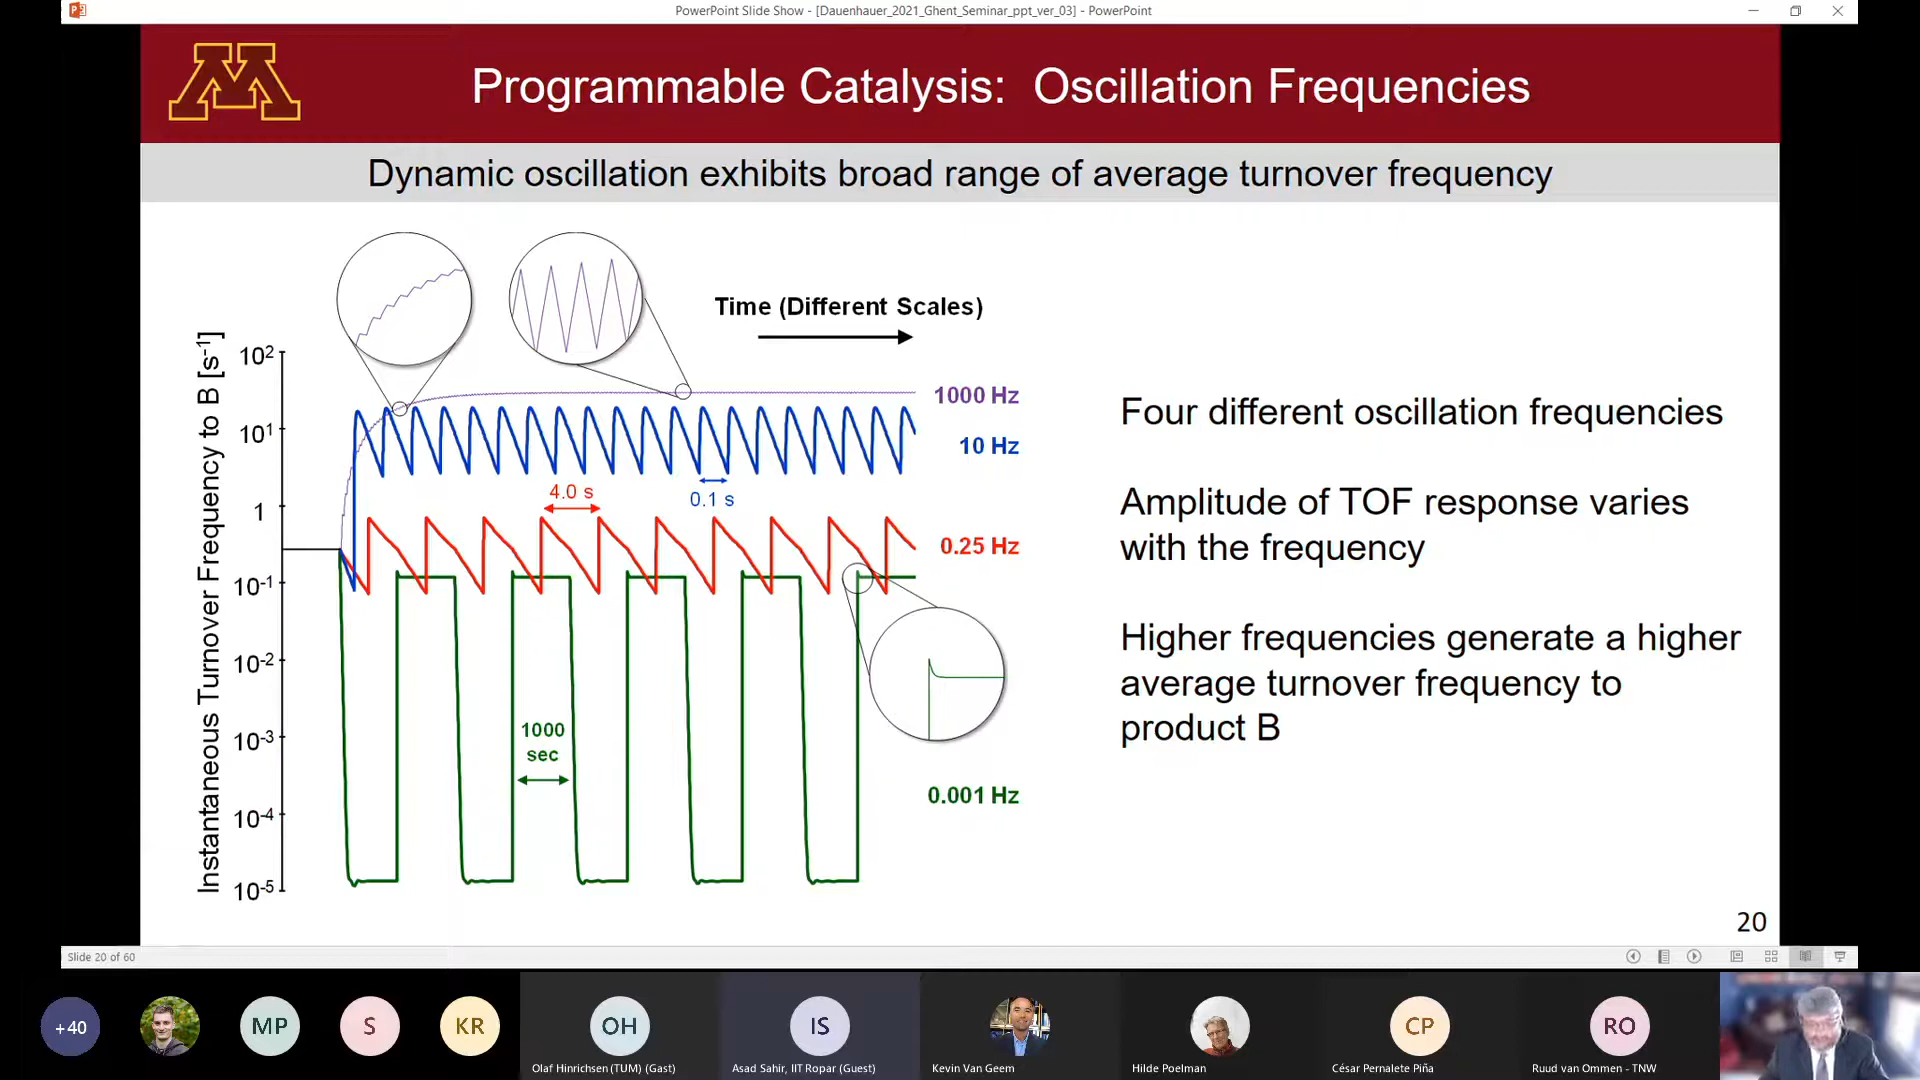 PowerPoint Slide Show - [Dauenhauer_2021_Ghent_Seminar_ppt_ver_03] - PowerPoint
M
Programmable Catalysis: Oscillation Frequencies
Dynamic oscillation exhibits broad range of average turnover frequency
Time (Different Scales)
Instantaneous Turnover Frequency to B [s⁻¹]
10²
10¹
1
10⁻¹
10⁻²
10⁻³
10⁻⁴
10⁻⁵
1000 Hz
10 Hz
4.0 s
0.1 s
0.25 Hz
1000
sec
0.001 Hz
Four different oscillation frequencies
Amplitude of TOF response varies
with the frequency
Higher frequencies generate a higher
average turnover frequency to
product B
20
Slide 20 of 60
+40
MP
S
KR
OH
IS
CP
RO
Olaf Hinrichsen (TUM) (Gast)
Asad Sahir, IIT Ropar (Guest)
Kevin Van Geem
Hilde Poelman
César Pernalete Piña
Ruud van Ommen - TNW